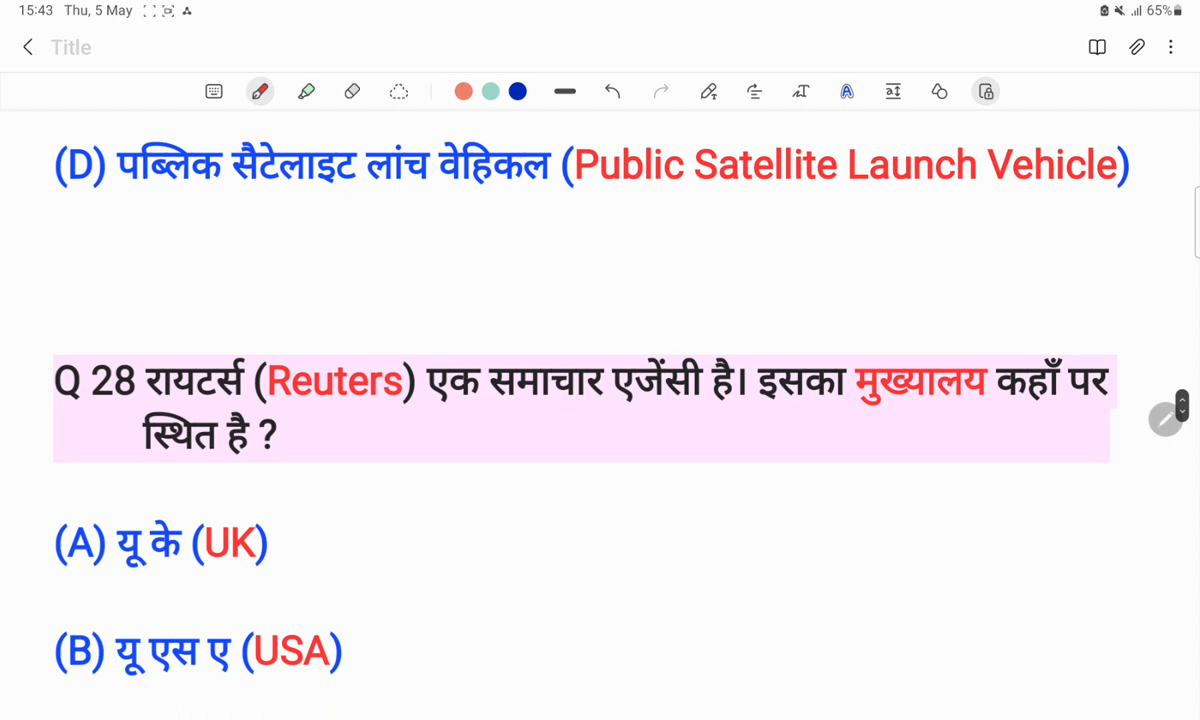 15:43 Thu, 5 May 65%
Title
(D) पब्लिक सैटेलाइट लांच वेहिकल (Public Satellite Launch Vehicle)
Q 28 रायटर्स (Reuters) एक समाचार एजेंसी है। इसका मुख्यालय कहाँ पर
स्थित है ?
(A) यू के (UK)
(B) यू एस ए (USA)